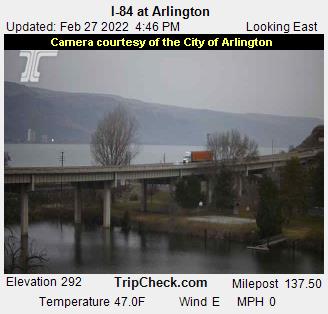 I-84 at Arlington
Updated: Feb 27 2022 4:46 PM Looking East
Camera courtesy of the City of Arlington
Elevation 292 TripCheck.com Milepost 137.50
Temperature 47.0F Wind E MPH 0